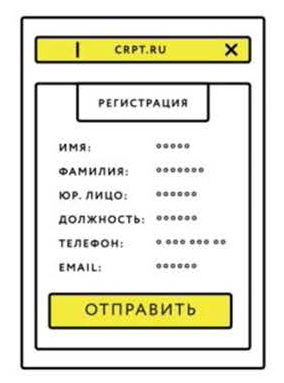 CRPT.RU
РЕГИСТРАЦИЯ
ИМЯ:
ФАМИЛИЯ:
ЮР. ЛИЦО:
ДОЛЖНОСТЬ:
ТЕЛЕФОН:
EMAIL:
ОТПРАВИТЬ